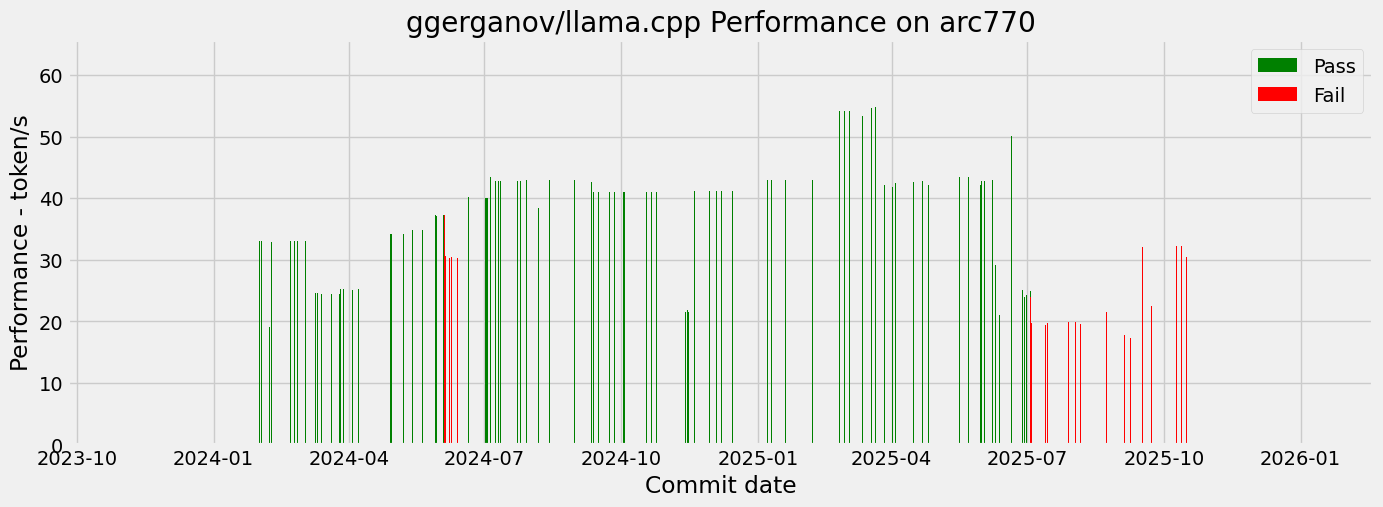 ggerganov/llama.cpp Performance on arc770
Performance - token/s
60
50
40
30
20
10
0
Pass
Fail
2023-10 2024-01 2024-04 2024-07 2024-10 2025-01 2025-04 2025-07 2025-10 2026-01
Commit date